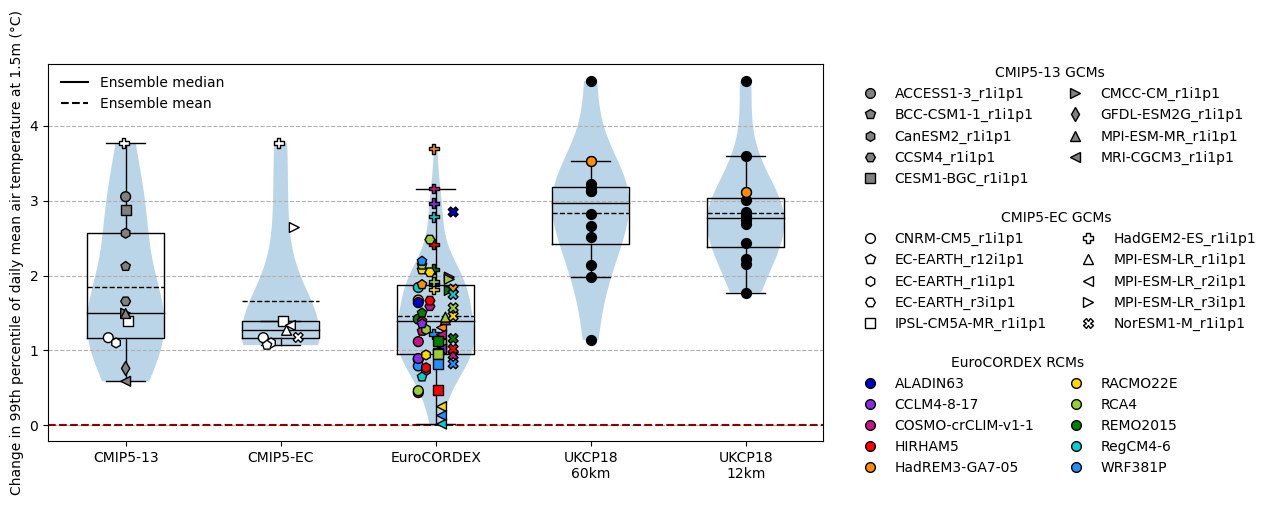 Change in 99th percentile of daily mean air temperature at 1.5m (°C)
Ensemble median
Ensemble mean
4
3
2
1
0
CMIP5-13
CMIP5-EC
EuroCORDEX
UKCP18
60km
UKCP18
12km
CMIP5-13 GCMs
ACCESS1-3_r1i1p1
BCC-CSM1-1_r1i1p1
CanESM2_r1i1p1
CCSM4_r1i1p1
CESM1-BGC_r1i1p1
CMCC-CM_r1i1p1
GFDL-ESM2G_r1i1p1
MPI-ESM-MR_r1i1p1
MRI-CGCM3_r1i1p1
CMIP5-EC GCMs
CNRM-CM5_r1i1p1
EC-EARTH_r12i1p1
EC-EARTH_r1i1p1
EC-EARTH_r3i1p1
IPSL-CM5A-MR_r1i1p1
HadGEM2-ES_r1i1p1
MPI-ESM-LR_r1i1p1
MPI-ESM-LR_r2i1p1
MPI-ESM-LR_r3i1p1
NorESM1-M_r1i1p1
EuroCORDEX RCMs
ALADIN63
CCLM4-8-17
COSMO-crCLIM-v1-1
HIRHAM5
HadREM3-GA7-05
RACMO22E
RCA4
REMO2015
RegCM4-6
WRF381P